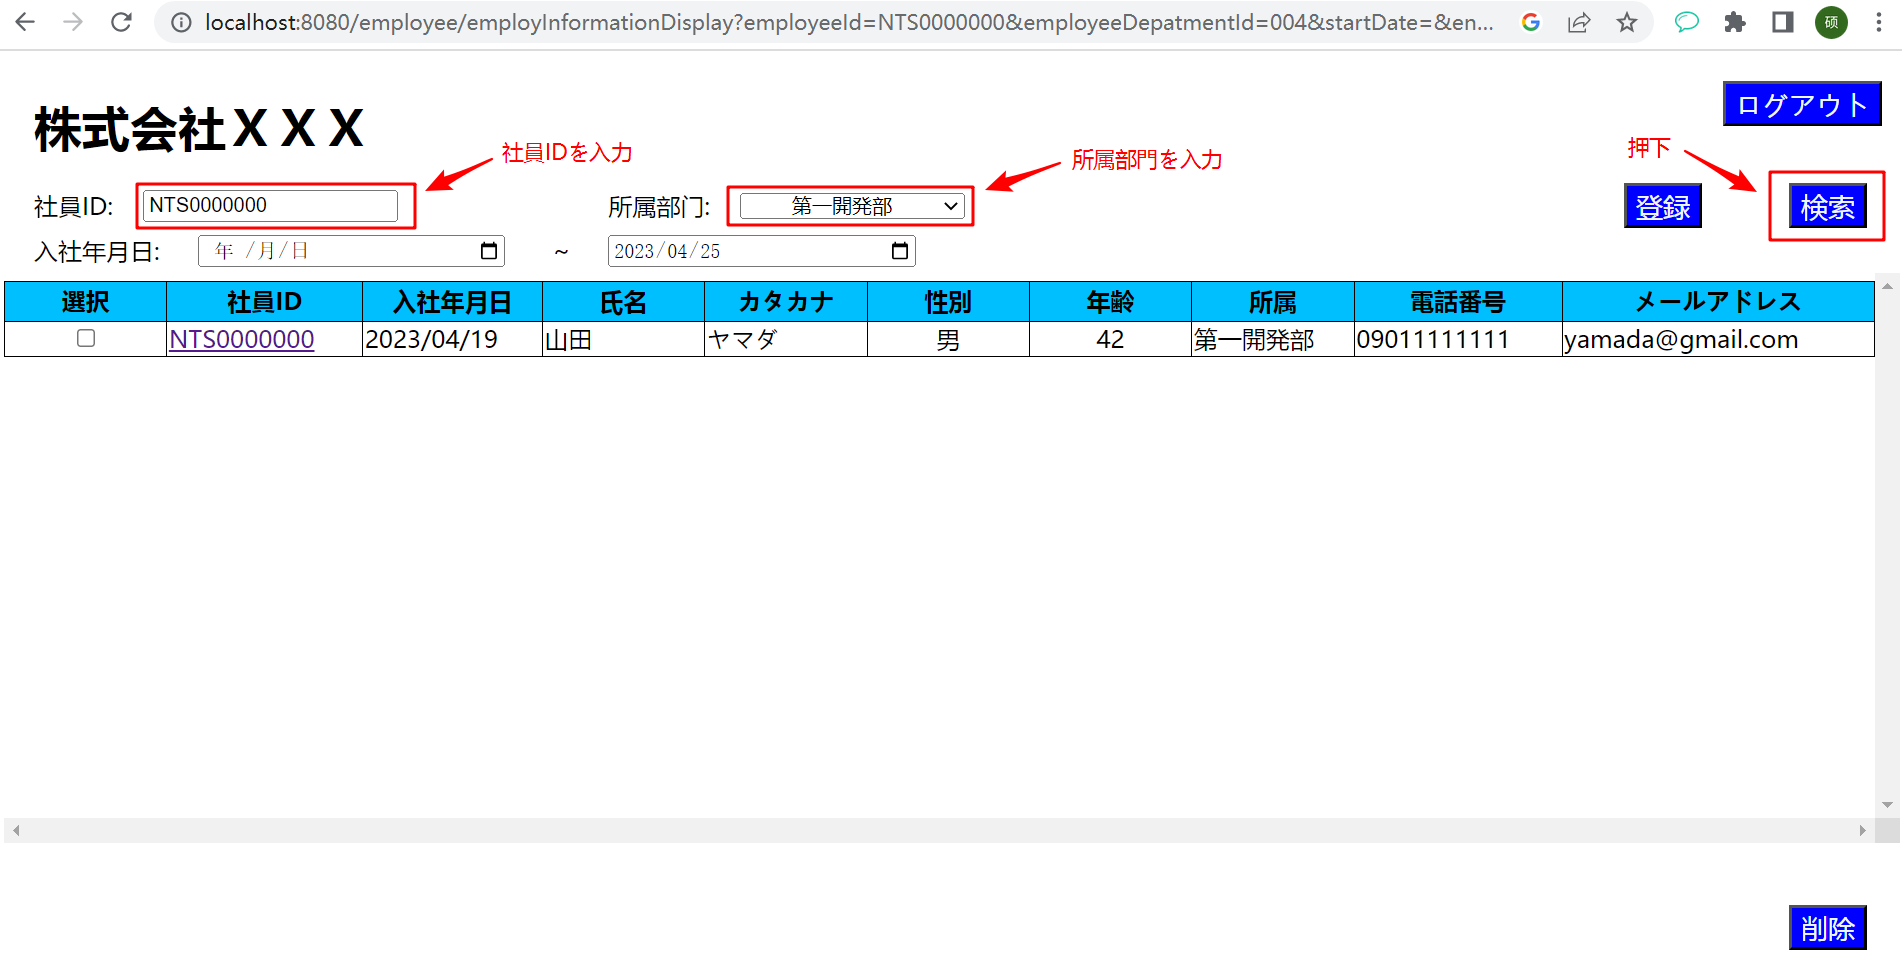 localhost:8080/employee/employInformationDisplay?employeeId=NTS0000000&employeeDepatmentId=004&startDate=&en...
硕
ログアウト
株式会社ＸＸＸ
社員IDを入力
所属部門を入力
押下
社員ID: NTS0000000 所属部门: 第一開発部 登録 検索
入社年月日: 年 /月/日 ~ 2023/04/25
選択 社員ID 入社年月日 氏名 カタカナ 性別 年齢 所属 電話番号 メールアドレス
NTS0000000 2023/04/19 山田 ヤマダ 男 42 第一開発部 09011111111 yamada@gmail.com
削除